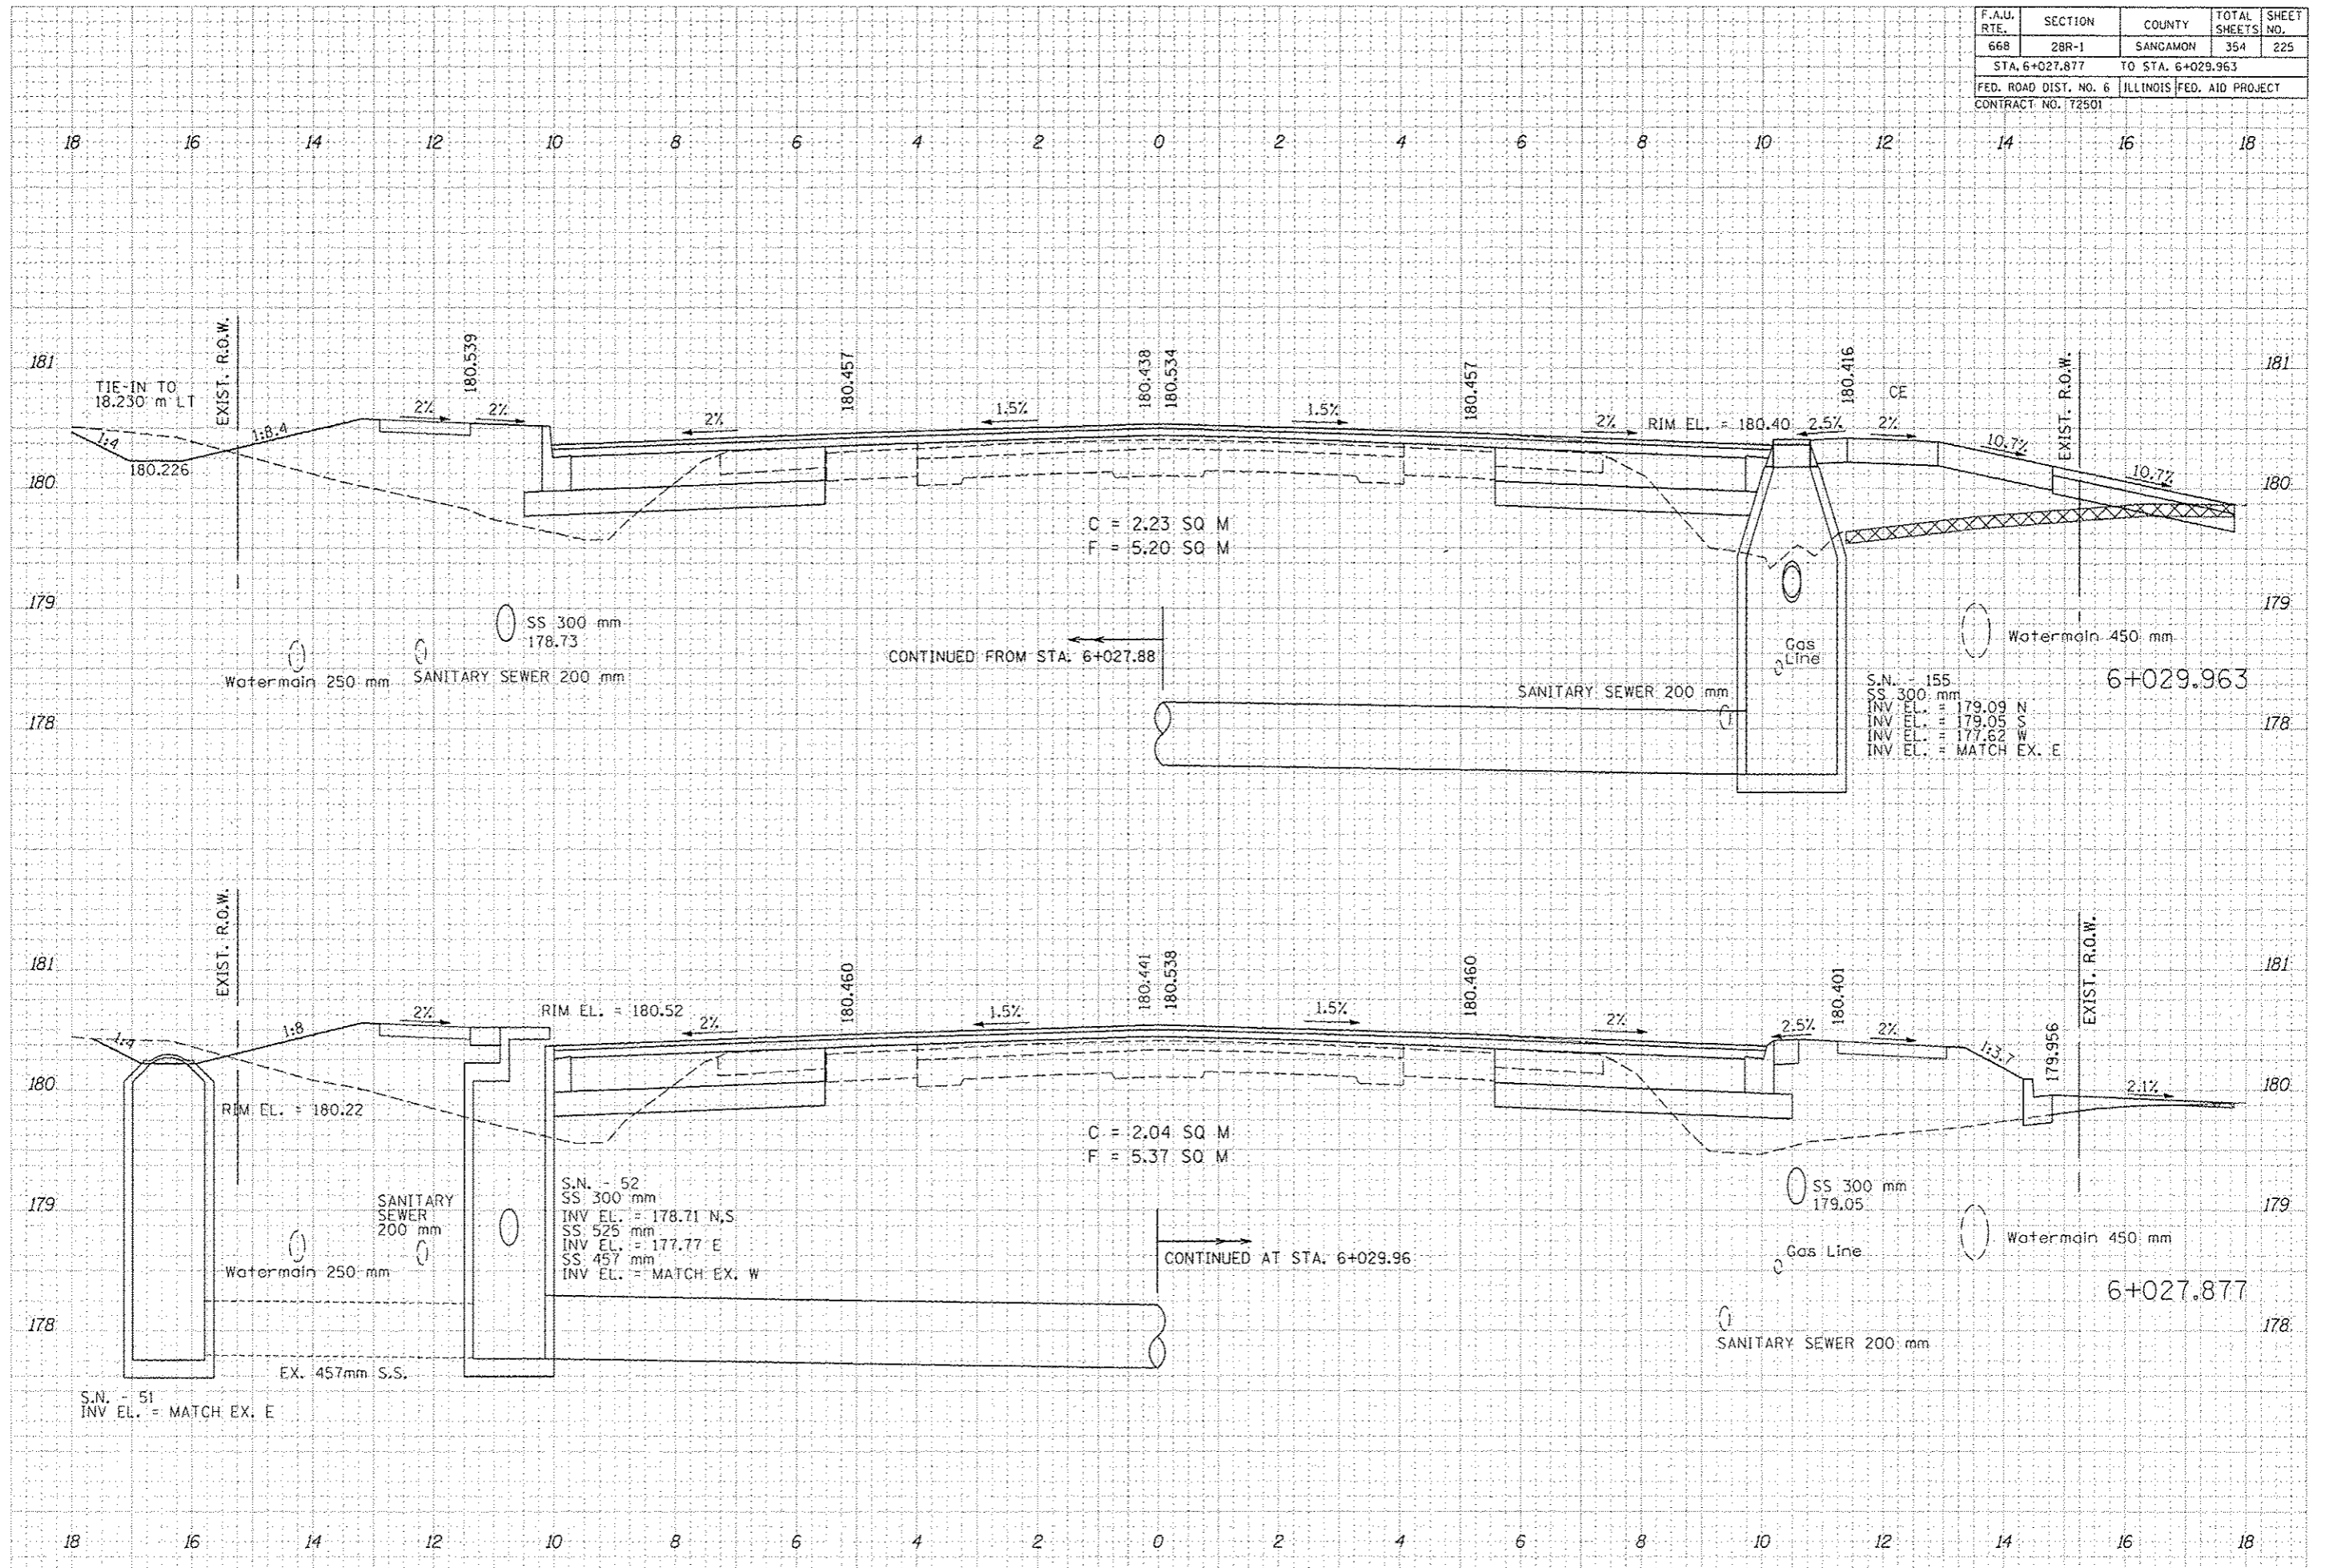 F.A.U. RTE. SECTION COUNTY TOTAL SHEETS SHEET NO.
668 28R-1 SANGAMON 354 225
STA. 6+027.877 TO STA. 6+029.963
FED. ROAD DIST. NO. 6 ILLINOIS FED. AID PROJECT
CONTRACT NO. 72501
18 16 14 12 10 8 6 4 2 0 2 4 6 8 10 12 14 16 18
181
180
179
178
TIE-IN TO
18.230 m LT
EXIST. R.O.W.
1:4
180.226
1:8.4
2%
180.539
2%
2%
180.457
1.5%
180.438
180.534
1.5%
180.457
2%
RIM EL. = 180.40
2.5%
180.416
2%
CE
10.7%
EXIST. R.O.W.
10.7%
181
180
179
178
C = 2.23 SQ M
F = 5.20 SQ M
SS 300 mm
178.73
Watermain 250 mm
SANITARY SEWER 200 mm
CONTINUED FROM STA. 6+027.88
SANITARY SEWER 200 mm
Gas
Line
Watermain 450 mm
6+029.963
S.N. - 155
SS 300 mm
INV EL. = 179.09 N
INV EL. = 179.05 S
INV EL. = 177.62 W
INV EL. = MATCH EX. E
181
180
179
178
EXIST. R.O.W.
1:4
1:8
2%
RIM EL. = 180.52
2%
180.460
1.5%
180.441
180.538
1.5%
180.460
2%
2.5%
180.401
2%
1:3.7
179.956
EXIST. R.O.W.
2.1%
181
180
179
178
RIM EL. = 180.22
C = 2.04 SQ M
F = 5.37 SQ M
SANITARY
SEWER
200 mm
Watermain 250 mm
S.N. - 52
SS 300 mm
INV EL. = 178.71 N,S
SS 525 mm
INV EL. = 177.77 E
SS 457 mm
INV EL. = MATCH EX. W
CONTINUED AT STA. 6+029.96
SS 300 mm
179.05
Gas Line
Watermain 450 mm
6+027.877
SANITARY SEWER 200 mm
EX. 457mm S.S.
S.N. - 51
INV EL. = MATCH EX. E
18 16 14 12 10 8 6 4 2 0 2 4 6 8 10 12 14 16 18